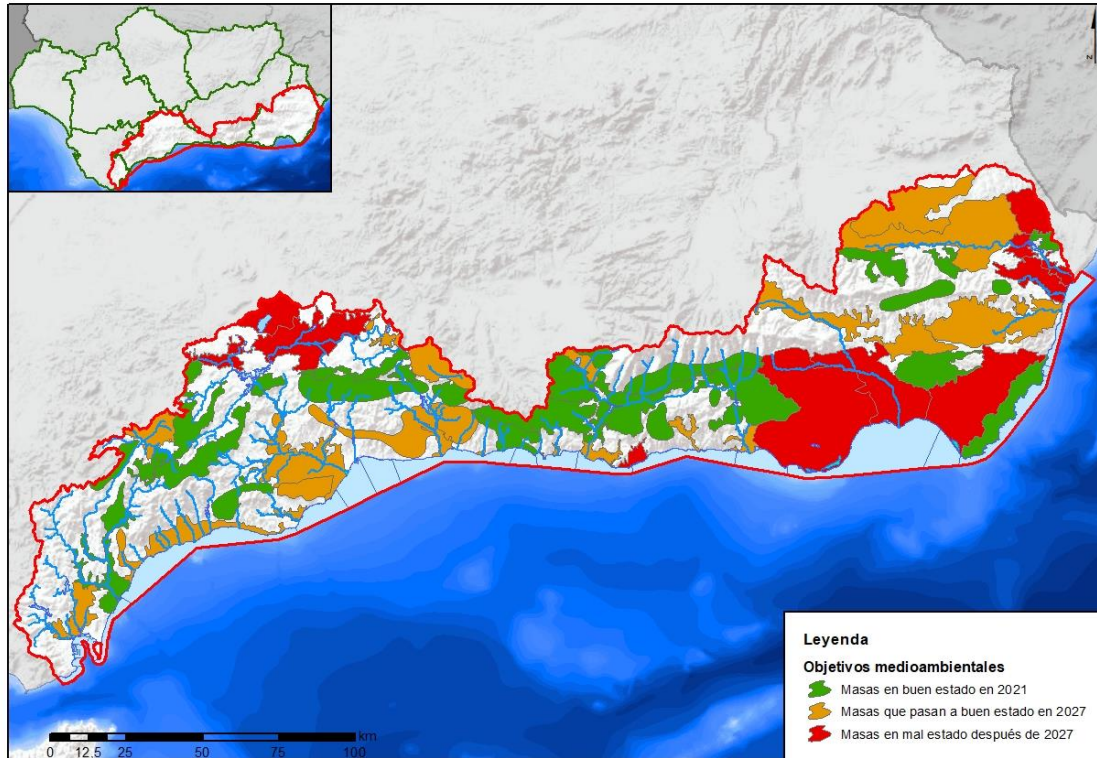 N
Leyenda
Objetivos medioambientales
Masas en buen estado en 2021
Masas que pasan a buen estado en 2027
Masas en mal estado después de 2027
km
0 12.5 25 50 75 100